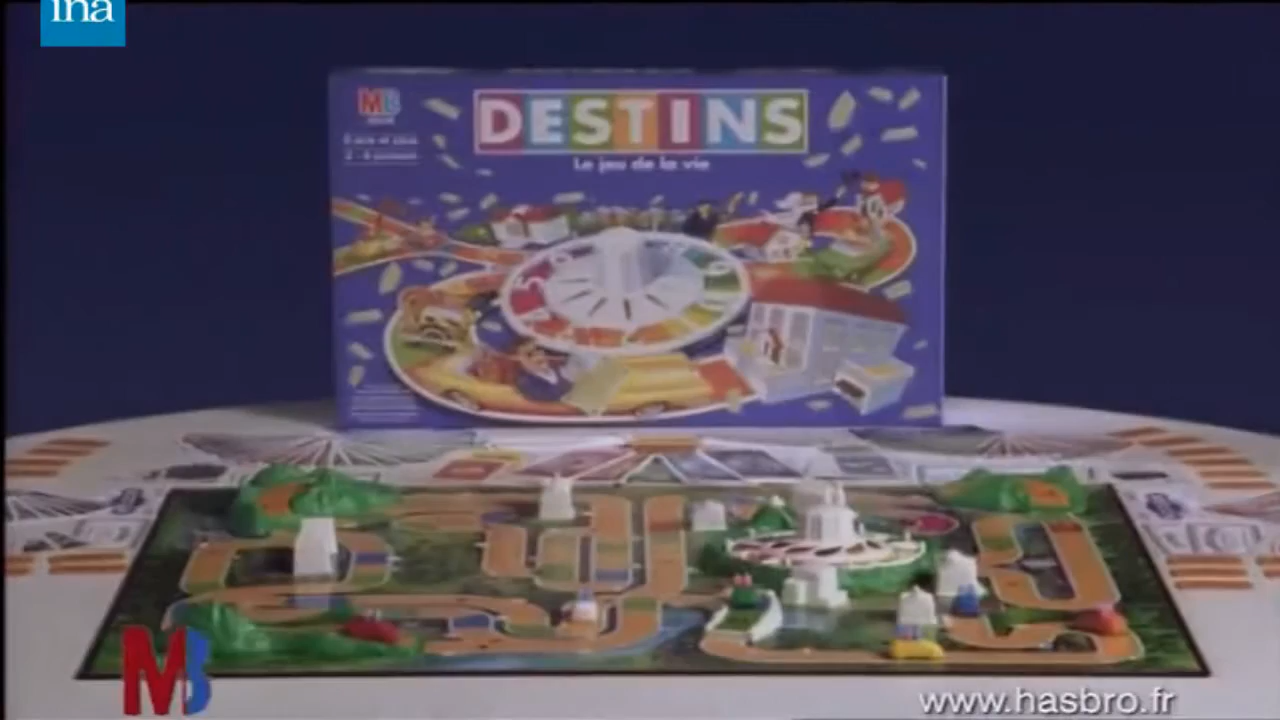 ina
MB
DESTINS
Le jeu de la vie
MB
www.hasbro.fr